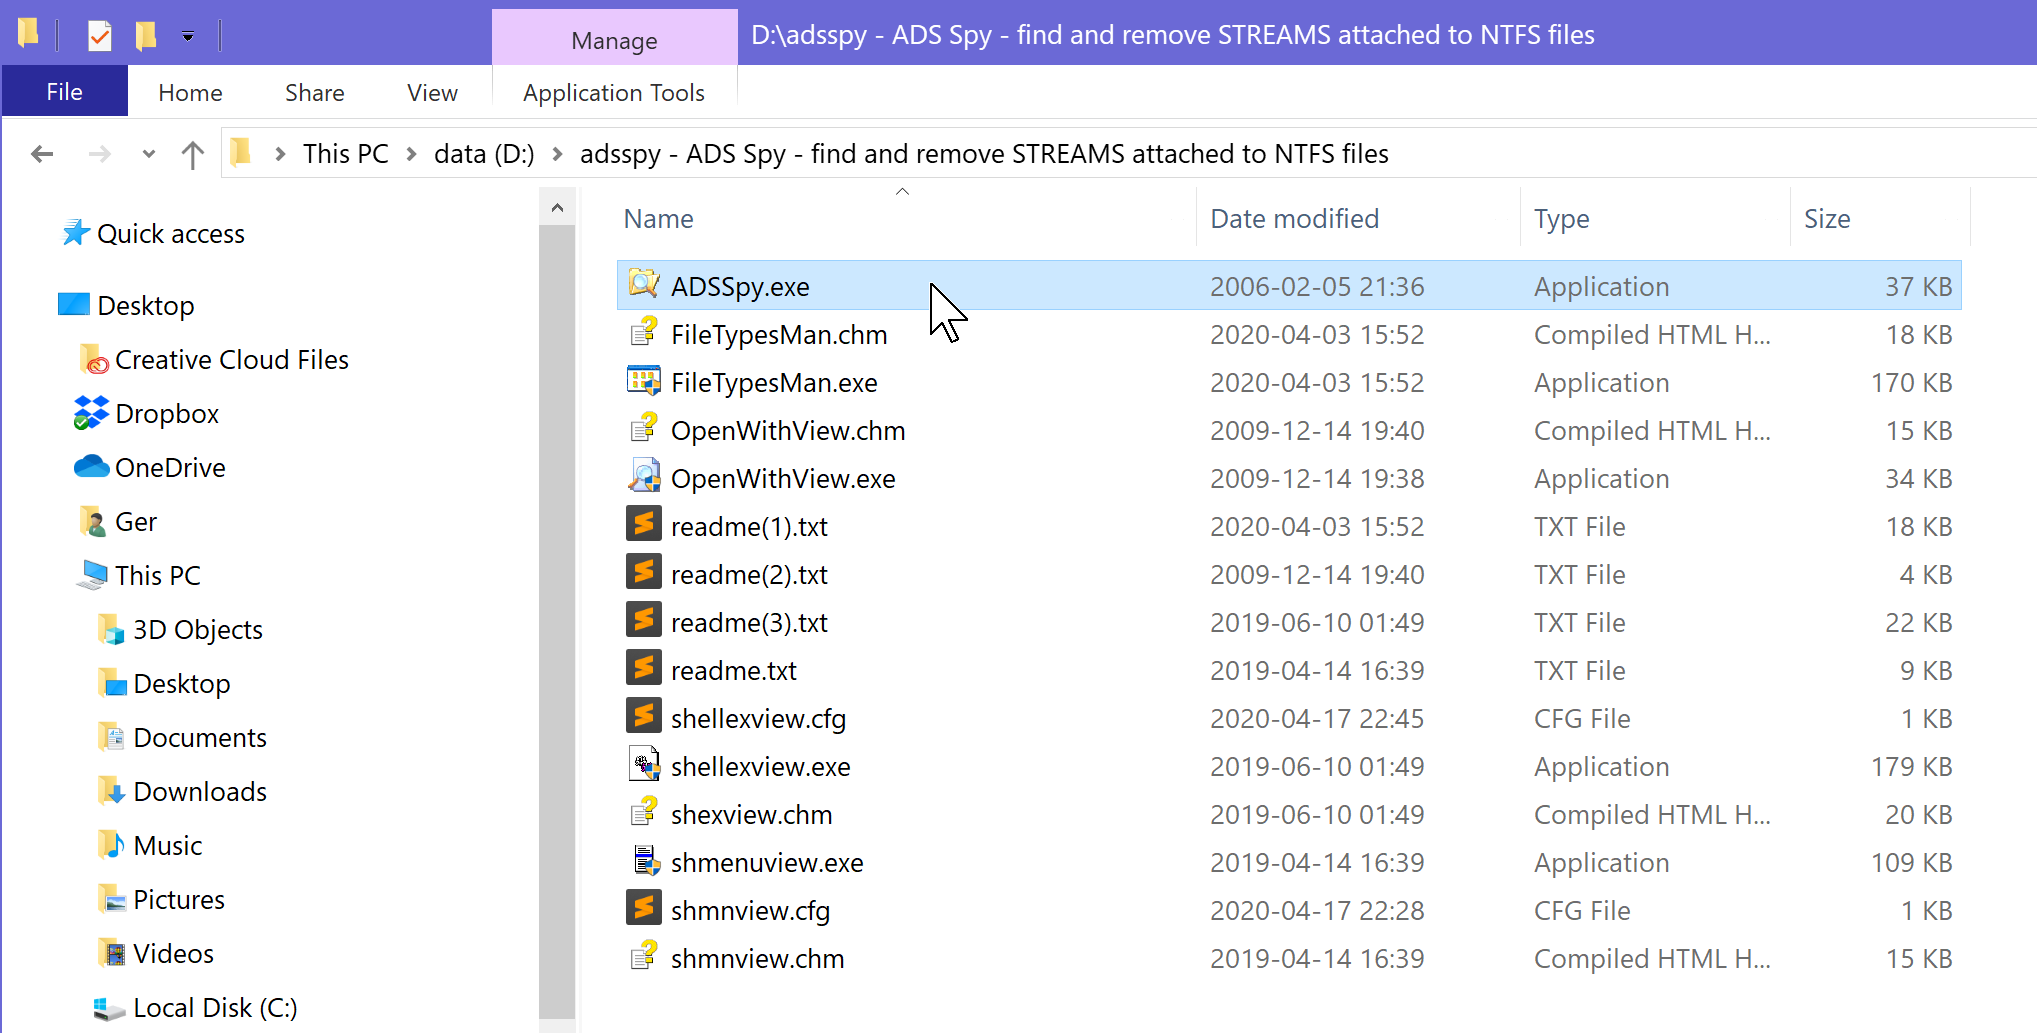 Manage
D:\adsspy - ADS Spy - find and remove STREAMS attached to NTFS files
File Home Share View Application Tools
This PC data (D:) adsspy - ADS Spy - find and remove STREAMS attached to NTFS files
Quick access
Desktop
Creative Cloud Files
Dropbox
OneDrive
Ger
This PC
3D Objects
Desktop
Documents
Downloads
Music
Pictures
Videos
Local Disk (C:)
Name Date modified Type Size
ADSSpy.exe 2006-02-05 21:36 Application 37 KB
FileTypesMan.chm 2020-04-03 15:52 Compiled HTML H... 18 KB
FileTypesMan.exe 2020-04-03 15:52 Application 170 KB
OpenWithView.chm 2009-12-14 19:40 Compiled HTML H... 15 KB
OpenWithView.exe 2009-12-14 19:38 Application 34 KB
readme(1).txt 2020-04-03 15:52 TXT File 18 KB
readme(2).txt 2009-12-14 19:40 TXT File 4 KB
readme(3).txt 2019-06-10 01:49 TXT File 22 KB
readme.txt 2019-04-14 16:39 TXT File 9 KB
shellexview.cfg 2020-04-17 22:45 CFG File 1 KB
shellexview.exe 2019-06-10 01:49 Application 179 KB
shexview.chm 2019-06-10 01:49 Compiled HTML H... 20 KB
shmenuview.exe 2019-04-14 16:39 Application 109 KB
shmnview.cfg 2020-04-17 22:28 CFG File 1 KB
shmnview.chm 2019-04-14 16:39 Compiled HTML H... 15 KB